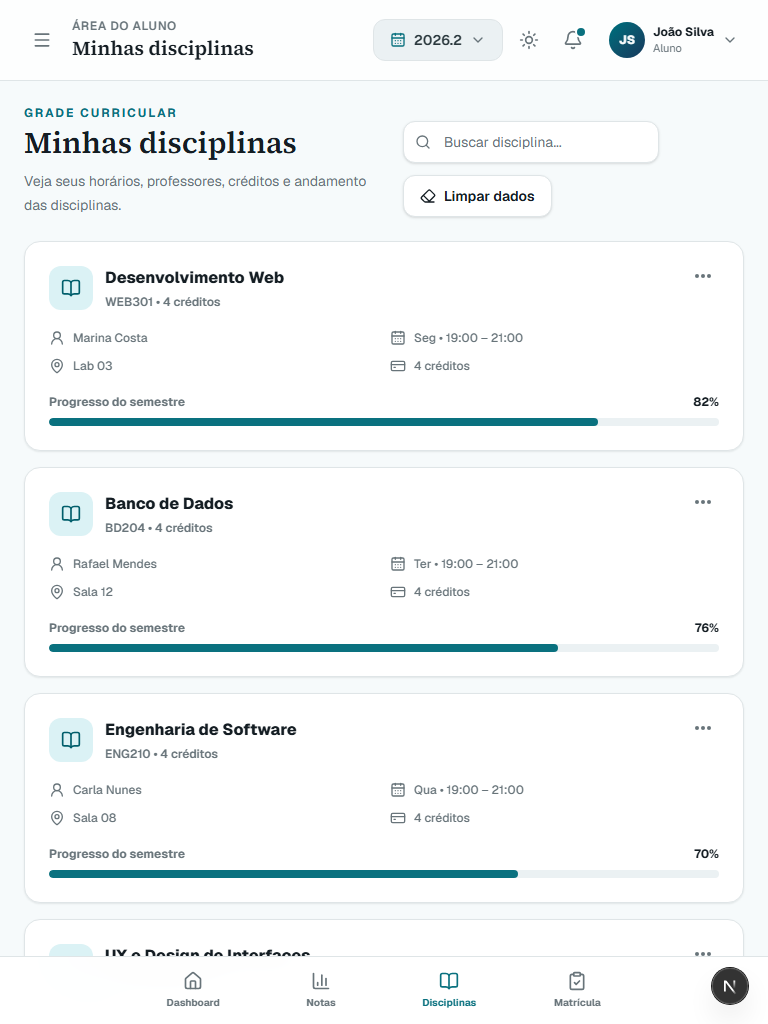 ÁREA DO ALUNO
Minhas disciplinas
2026.2
JS
João Silva
Aluno
GRADE CURRICULAR
Minhas disciplinas
Veja seus horários, professores, créditos e andamento
das disciplinas.
Buscar disciplina...
Limpar dados
Desenvolvimento Web
WEB301 • 4 créditos
Marina Costa
Seg • 19:00 – 21:00
Lab 03
4 créditos
Progresso do semestre
82%
Banco de Dados
BD204 • 4 créditos
Rafael Mendes
Ter • 19:00 – 21:00
Sala 12
4 créditos
Progresso do semestre
76%
Engenharia de Software
ENG210 • 4 créditos
Carla Nunes
Qua • 19:00 – 21:00
Sala 08
4 créditos
Progresso do semestre
70%
UX e Design de Interfaces
Dashboard
Notas
Disciplinas
Matrícula
N